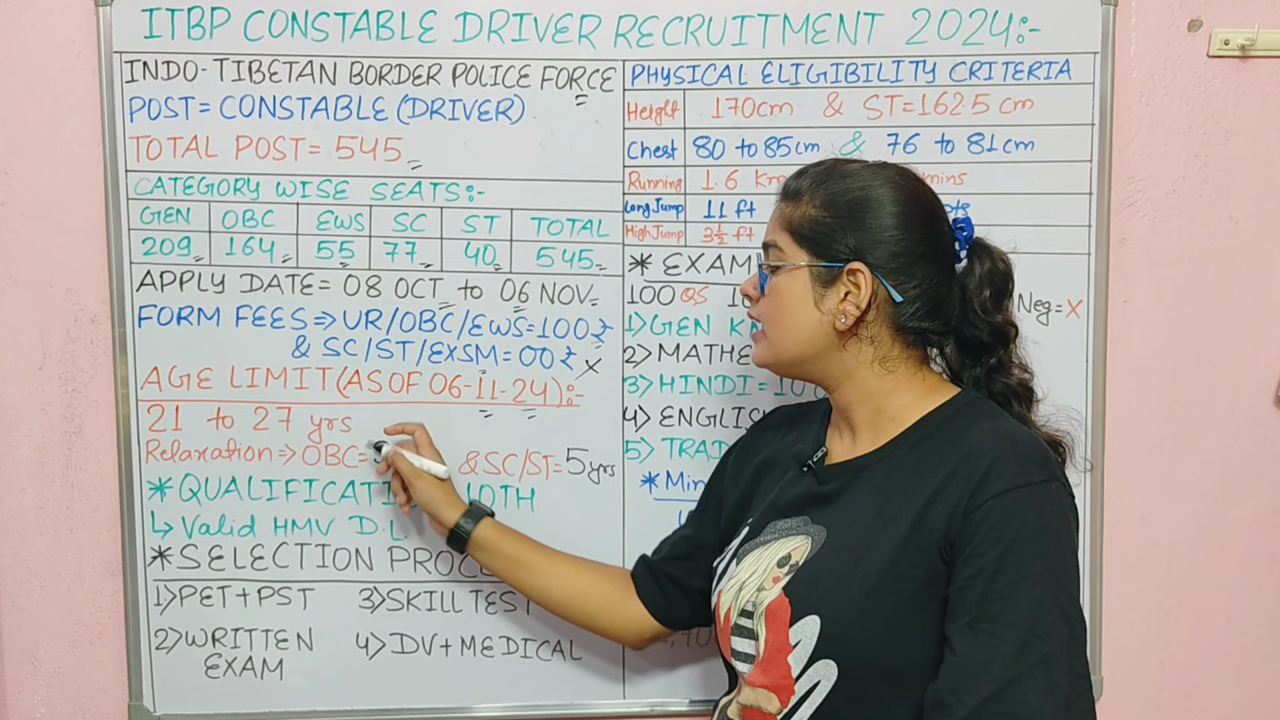 ITBP CONSTABLE DRIVER RECRUITMENT 2024:-
INDO-TIBETAN BORDER POLICE FORCE
POST = CONSTABLE (DRIVER)
TOTAL POST = 545
CATEGORY WISE SEATS:-
GEN OBC EWS SC ST TOTAL
209 164 55 77 40 545
APPLY DATE = 08 OCT to 06 NOV
FORM FEES ⇒ UR/OBC/EWS=100₹
& SC/ST/EXSM=00₹ X
AGE LIMIT(AS OF 06-11-24):-
21 to 27 yrs
Relaxation ⇒ OBC= & SC/ST=5yrs
*QUALIFICATI 10TH
↳ Valid HMV D.L.
*SELECTION PROC
1>PET+PST 3>SKILL TEST
2>WRITTEN EXAM 4>DV+MEDICAL
PHYSICAL ELIGIBILITY CRITERIA
Height 170cm & ST=162.5 cm
Chest 80 to 85cm & 76 to 81cm
Running 1.6 Km mins
Long Jump 11 ft
High Jump 3½ ft
* EXAM
100 QS Neg=X
1>GEN
2>MATHE
3>HINDI=10
4>ENGLIS
5>TRAD
*Min